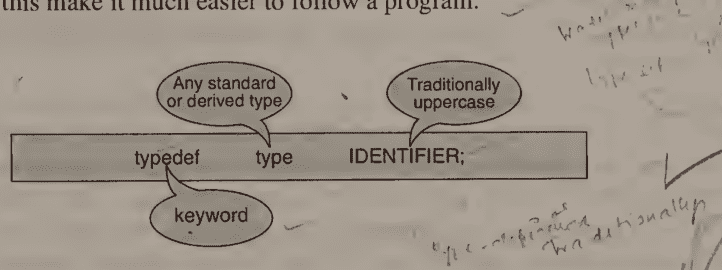 this make it much easier to follow a program.
Any standard
or derived type
Traditionally
uppercase
typedef type IDENTIFIER;
keyword
traditionally